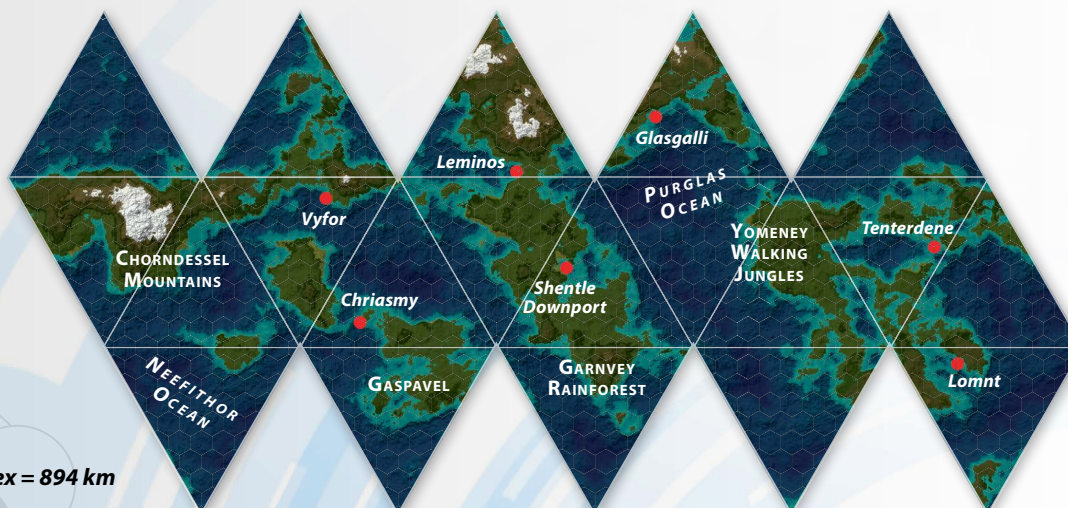 Glasgalli
Leminos
Purglas
Ocean
Vyfor
Tenterdene
Yomeney
Walking
Jungles
Chorndessel
Mountains
Shentle
Downport
Chriasmy
Neefithor
Ocean
Gaspavel
Garnvey
Rainforest
Lomnt
= 894 km